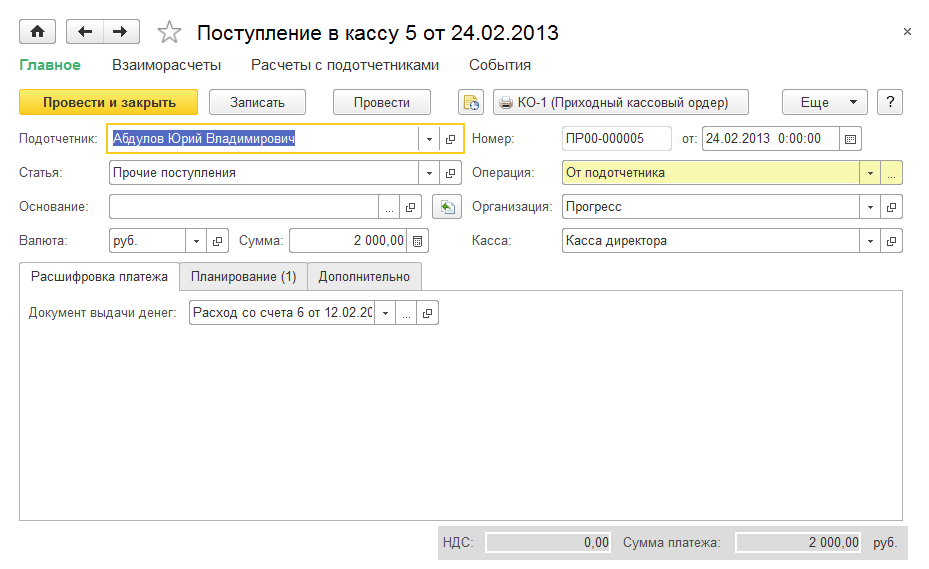 Поступление в кассу 5 от 24.02.2013
Главное Взаиморасчеты Расчеты с подотчетниками События
Провести и закрыть Записать Провести КО-1 (Приходный кассовый ордер) Еще ?
Подотчетник: Абдулов Юрий Владимирович Номер: ПР00-000005 от: 24.02.2013 0:00:00
Статья: Прочие поступления Операция: От подотчетника ...
Основание: ... Организация: Прогресс
Валюта: руб. Сумма: 2 000,00 Касса: Касса директора
Расшифровка платежа Планирование (1) Дополнительно
Документ выдачи денег: Расход со счета 6 от 12.02.20 ...
НДС: 0,00 Сумма платежа: 2 000,00 руб.